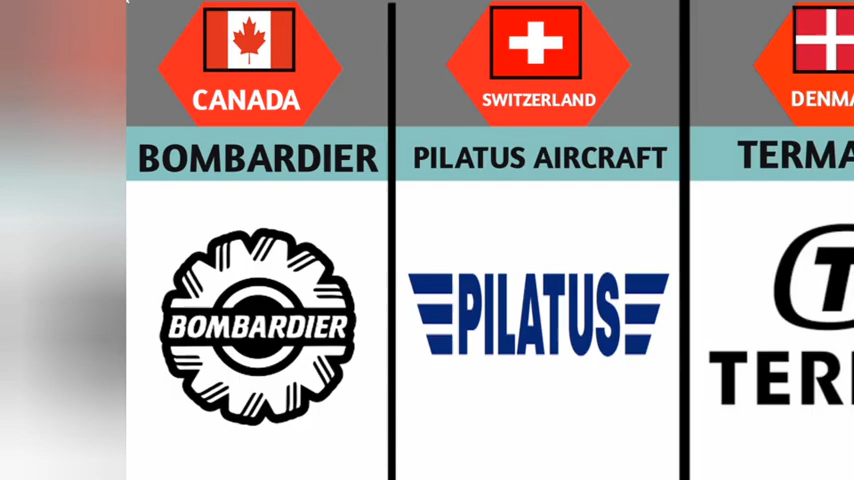 CANADA
BOMBARDIER
BOMBARDIER
SWITZERLAND
PILATUS AIRCRAFT
PILATUS